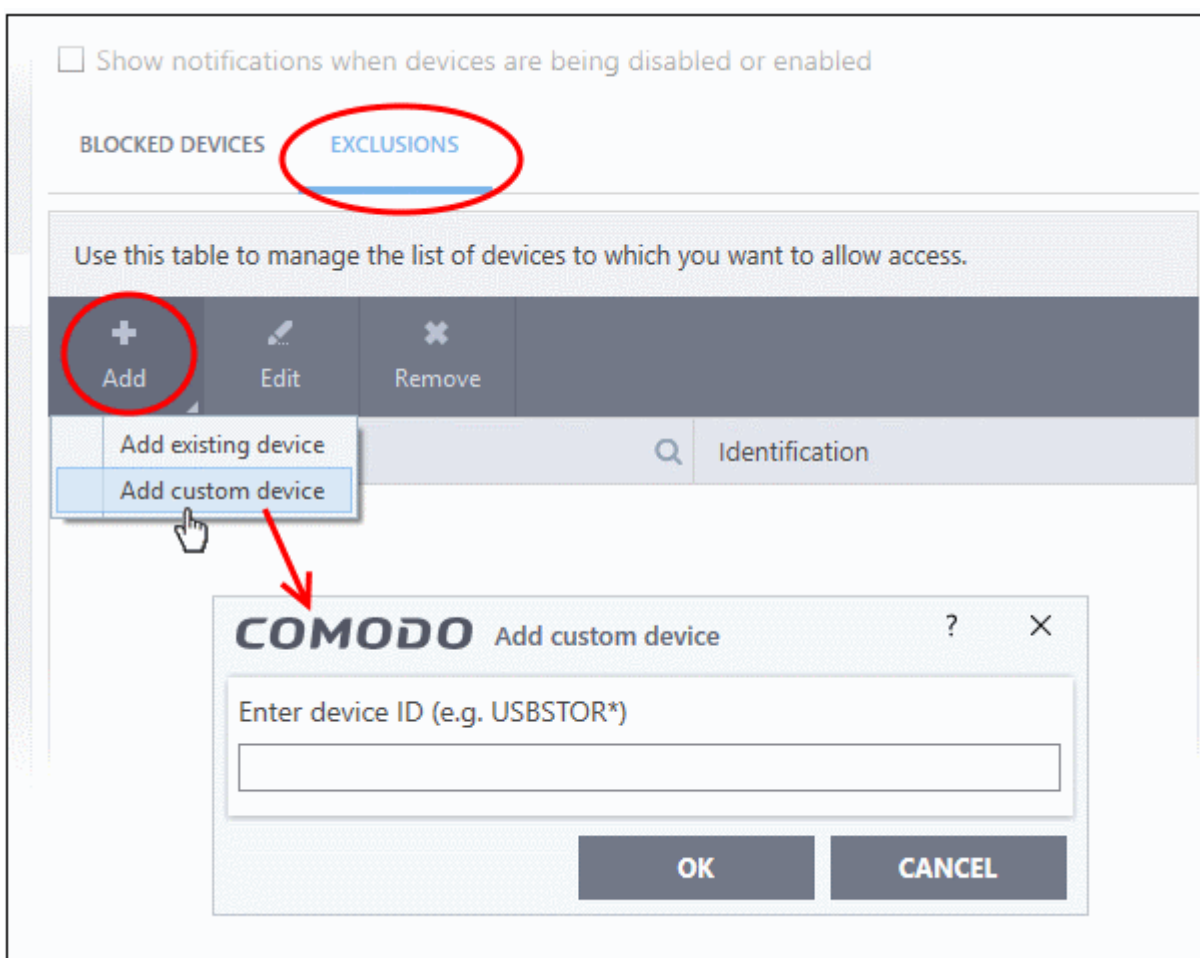 Show notifications when devices are being disabled or enabled
BLOCKED DEVICES EXCLUSIONS
Use this table to manage the list of devices to which you want to allow access.
Add Edit Remove
Add existing device
Identification
Add custom device
COMODO Add custom device ?
Enter device ID (e.g. USBSTOR*)
OK CANCEL